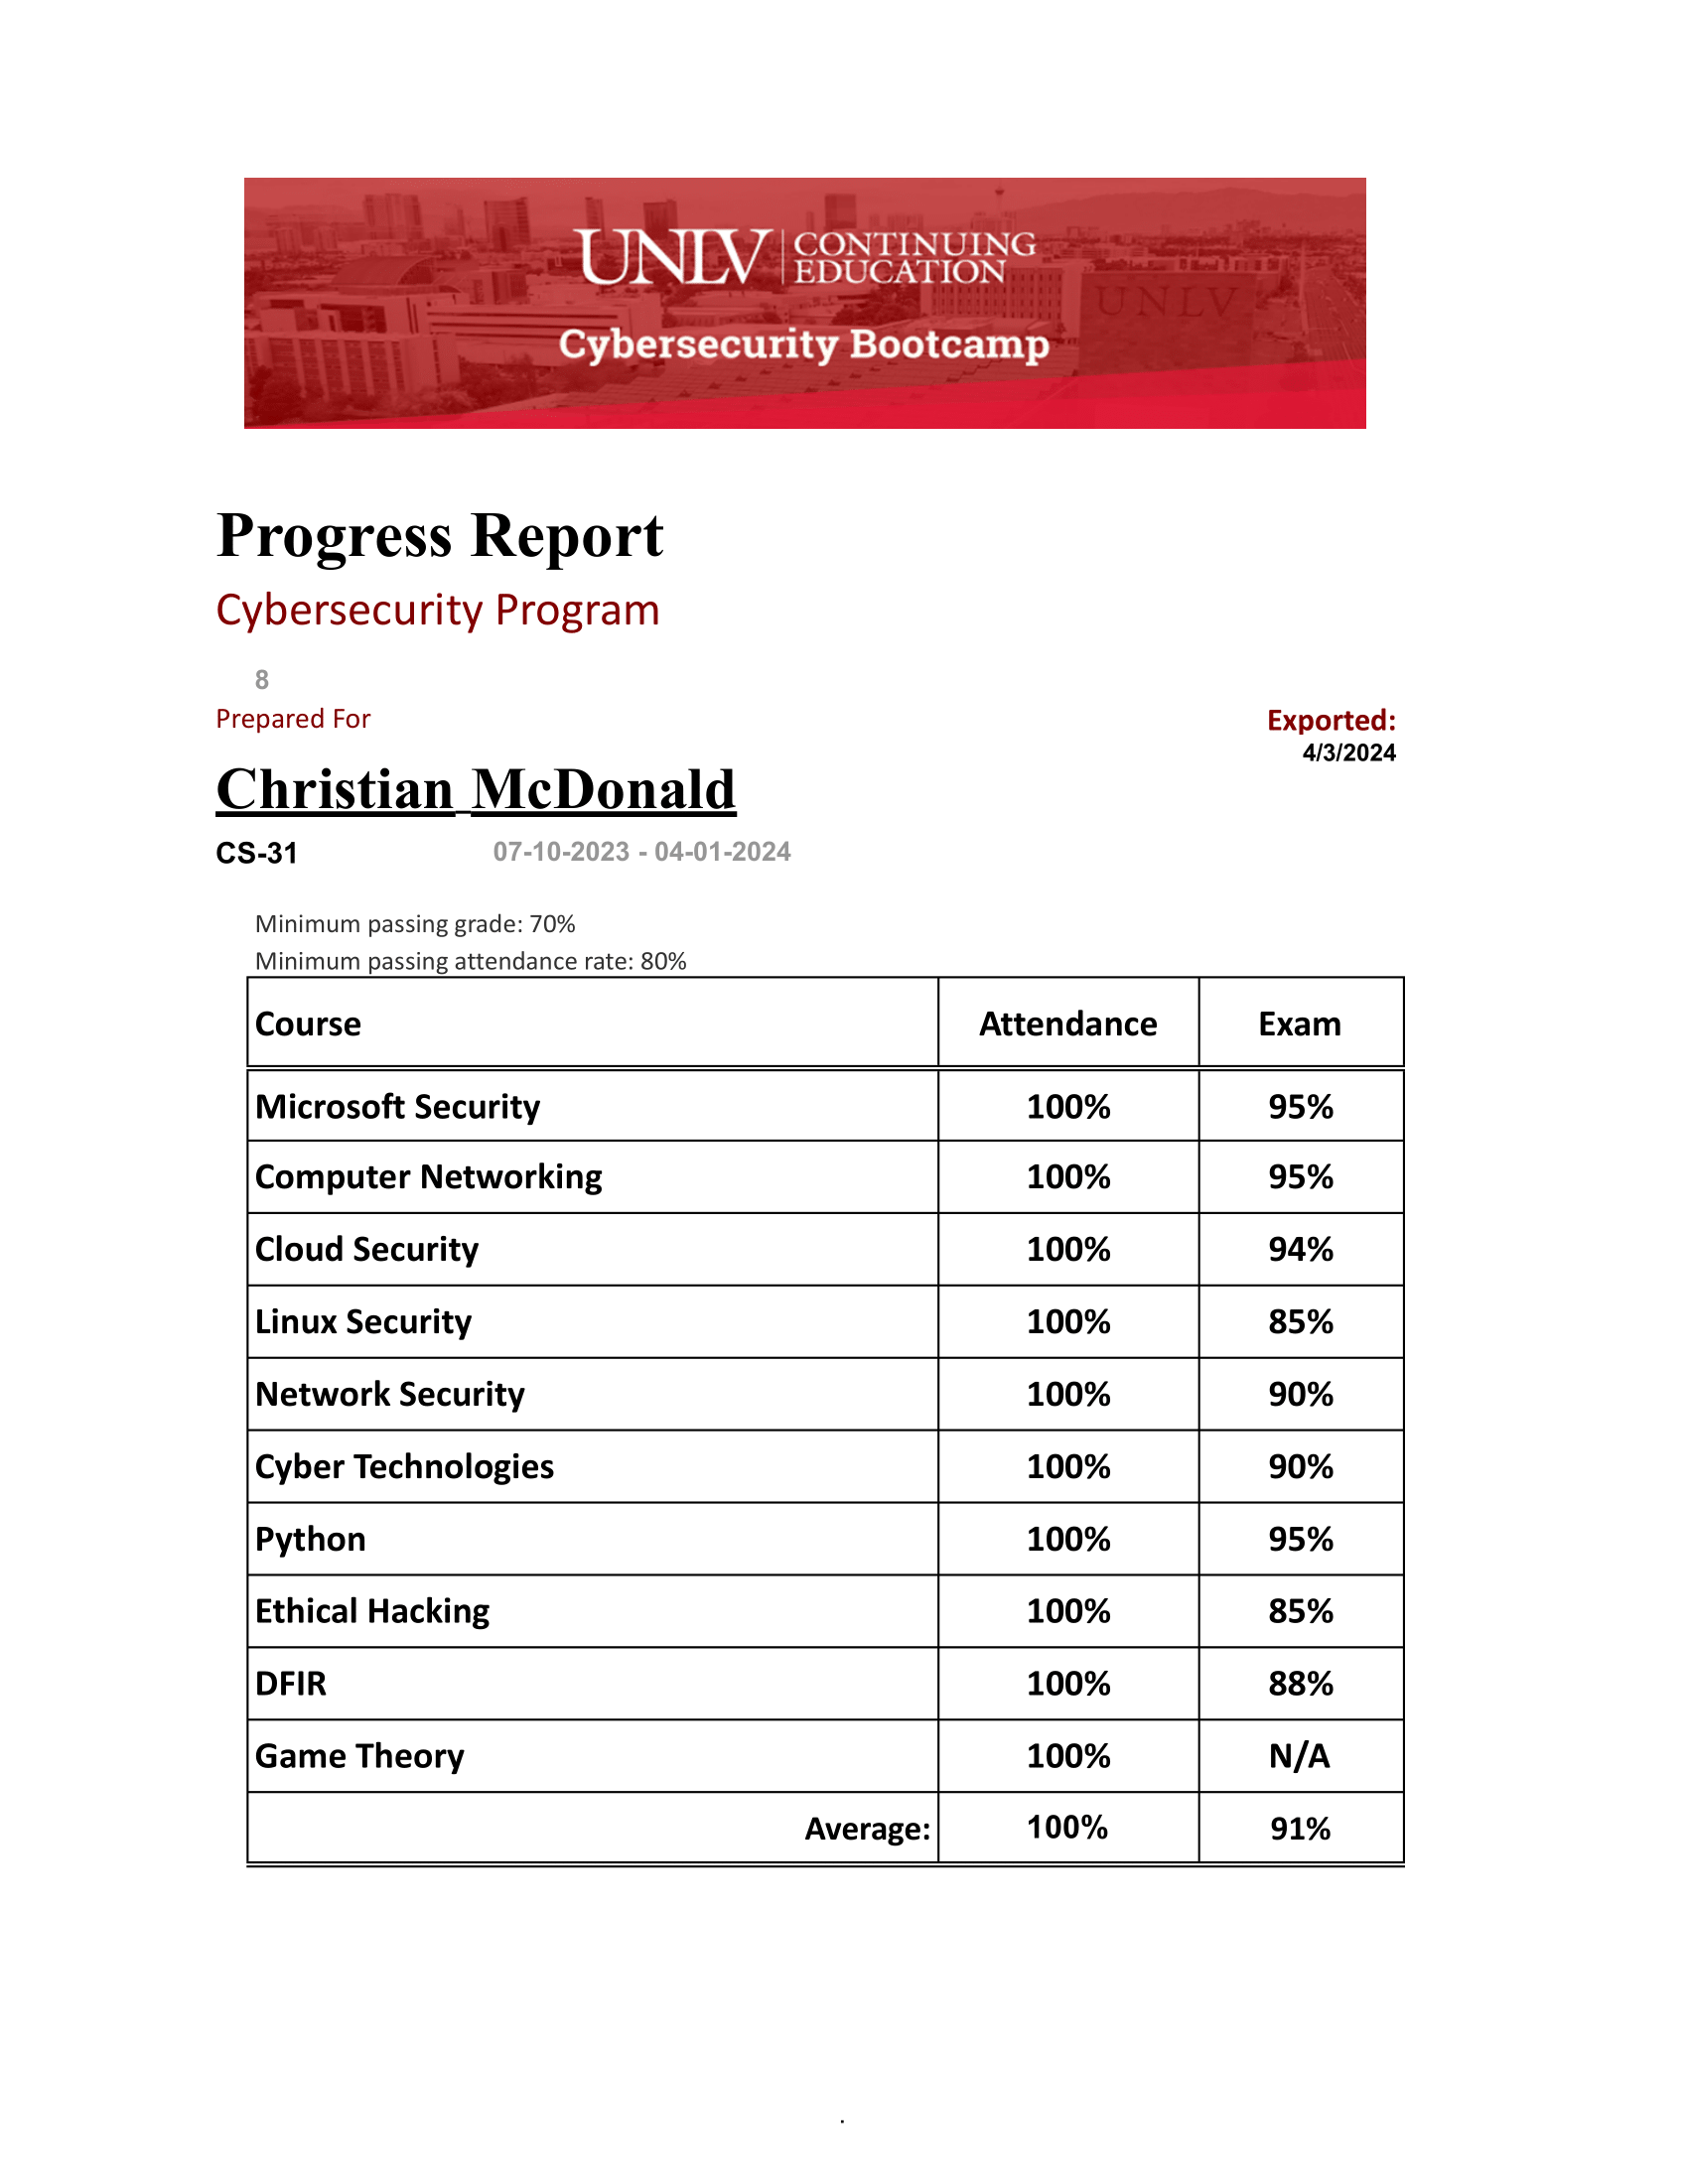 UNLV CONTINUING EDUCATION
UNLV
Cybersecurity Bootcamp
Progress Report
Cybersecurity Program
8
Prepared For
Exported:
4/3/2024
Christian McDonald
CS-31 07-10-2023 - 04-01-2024
Minimum passing grade: 70%
Minimum passing attendance rate: 80%
Course Attendance Exam
Microsoft Security 100% 95%
Computer Networking 100% 95%
Cloud Security 100% 94%
Linux Security 100% 85%
Network Security 100% 90%
Cyber Technologies 100% 90%
Python 100% 95%
Ethical Hacking 100% 85%
DFIR 100% 88%
Game Theory 100% N/A
Average: 100% 91%
.